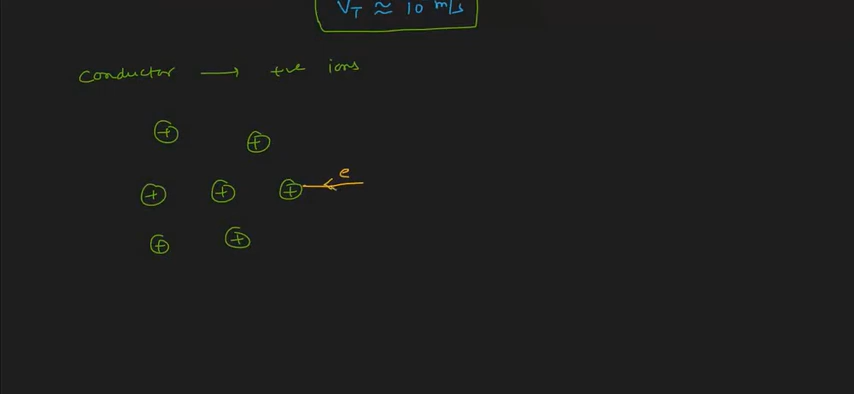 V_T ≈ 10 m/s
Conductor → +ve ions
+ +
e
+ + +
+ +